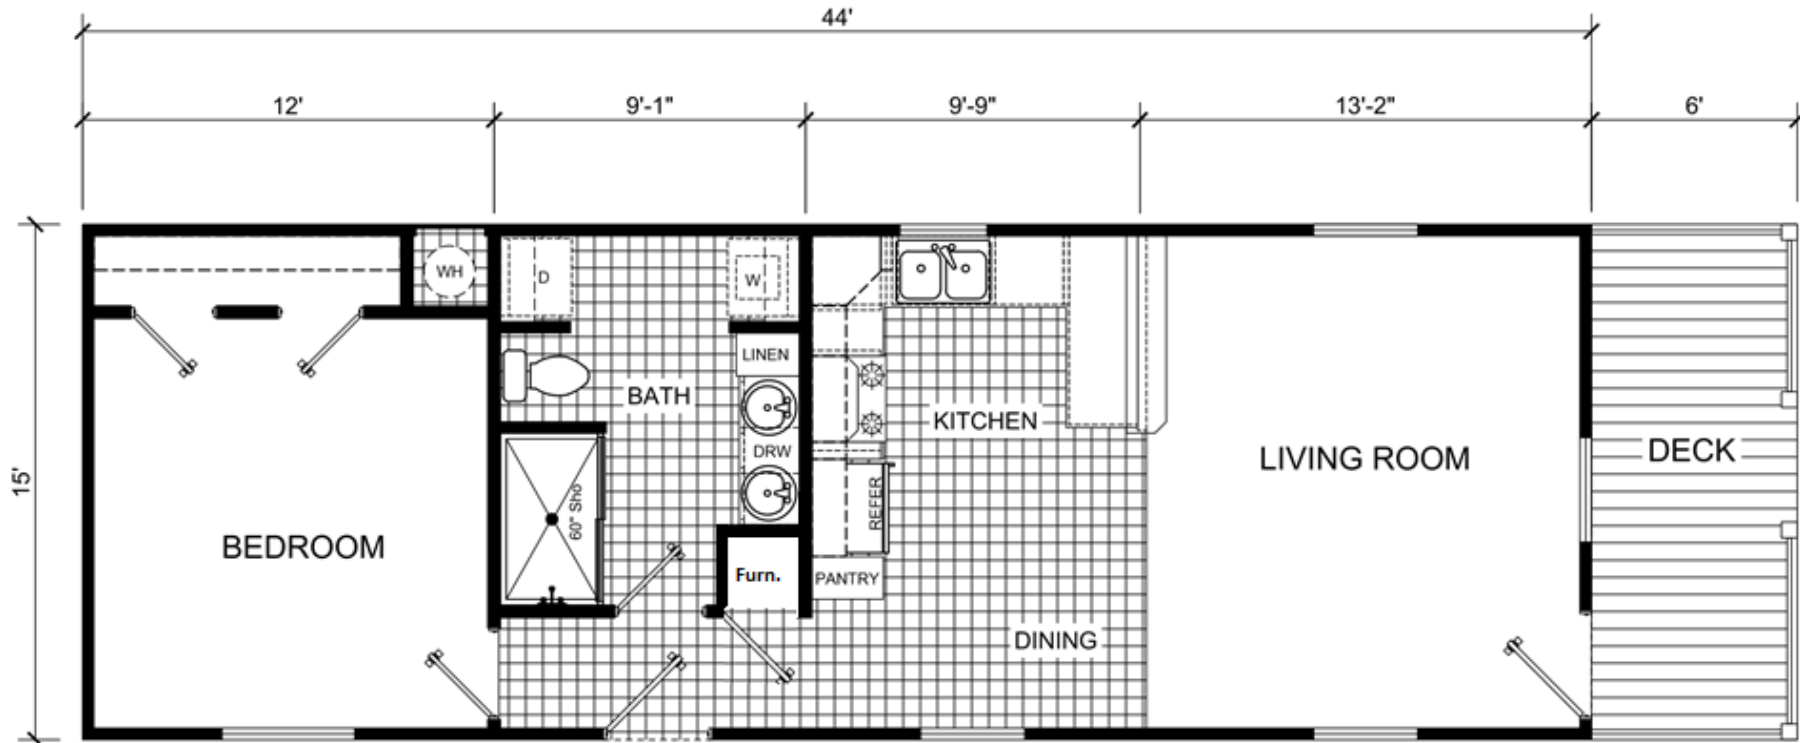 44'
12'
9'-1"
9'-9"
13'-2"
6'
15'
WH
D
W
LINEN
BATH
DRW
60" Sho
KITCHEN
REFER
LIVING ROOM
DECK
BEDROOM
Furn.
PANTRY
DINING